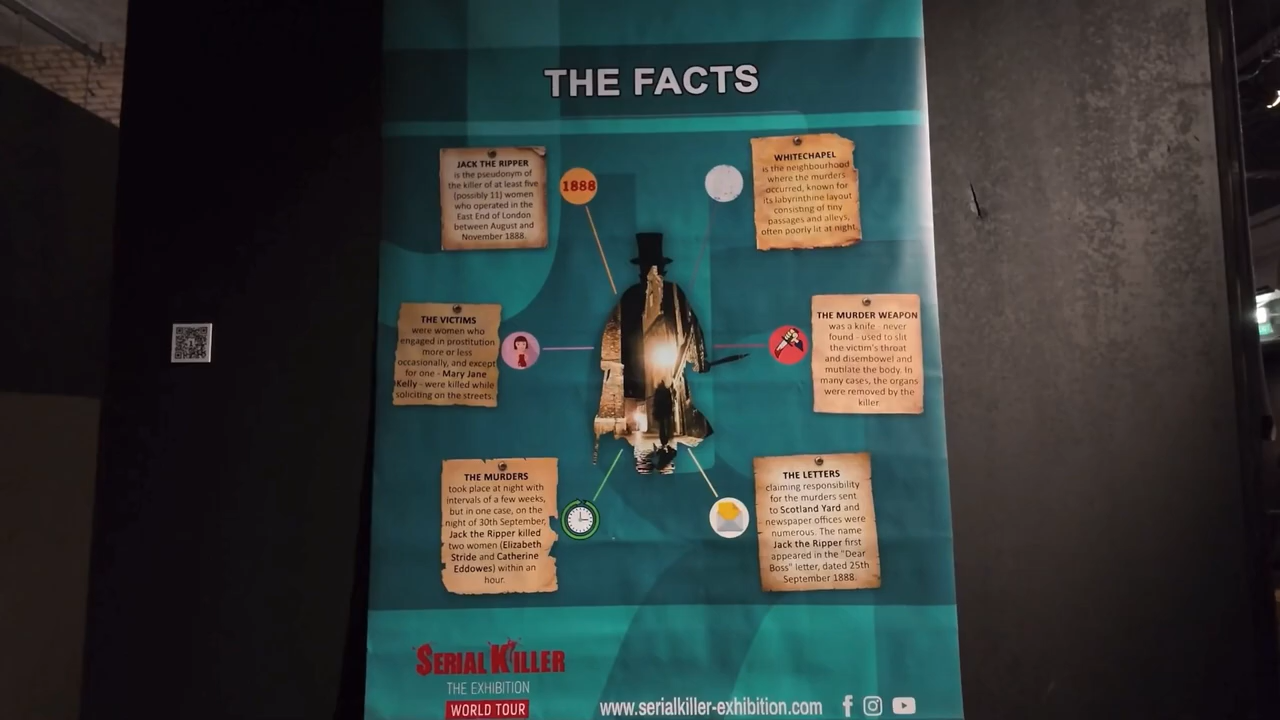 THE FACTS
JACK THE RIPPER
is the pseudonym of
the killer of at least five
(possibly 11) women
who operated in the
East End of London
between August and
November 1888.
1888
WHITECHAPEL
is the neighbourhood
where the murders
occurred, known for
its labyrinthine layout
consisting of tiny
passages and alleys,
often poorly lit at night.
THE VICTIMS
were women who
engaged in prostitution
more or less
occasionally, and except
for one - Mary Jane
Kelly - were killed while
soliciting on the streets.
THE MURDER WEAPON
was a knife - never
found - used to slit
the victim's throat
and disembowel and
mutilate the body. In
many cases, the organs
were removed by the
killer.
THE MURDERS
took place at night with
intervals of a few weeks,
but in one case, on the
night of 30th September,
Jack the Ripper killed
two women (Elizabeth
Stride and Catherine
Eddowes) within an
hour.
THE LETTERS
claiming responsibility
for the murders sent
to Scotland Yard and
newspaper offices were
numerous. The name
Jack the Ripper first
appeared in the "Dear
Boss" letter, dated 25th
September 1888.
SERIAL KILLER
THE EXHIBITION
WORLD TOUR
www.serialkiller-exhibition.com